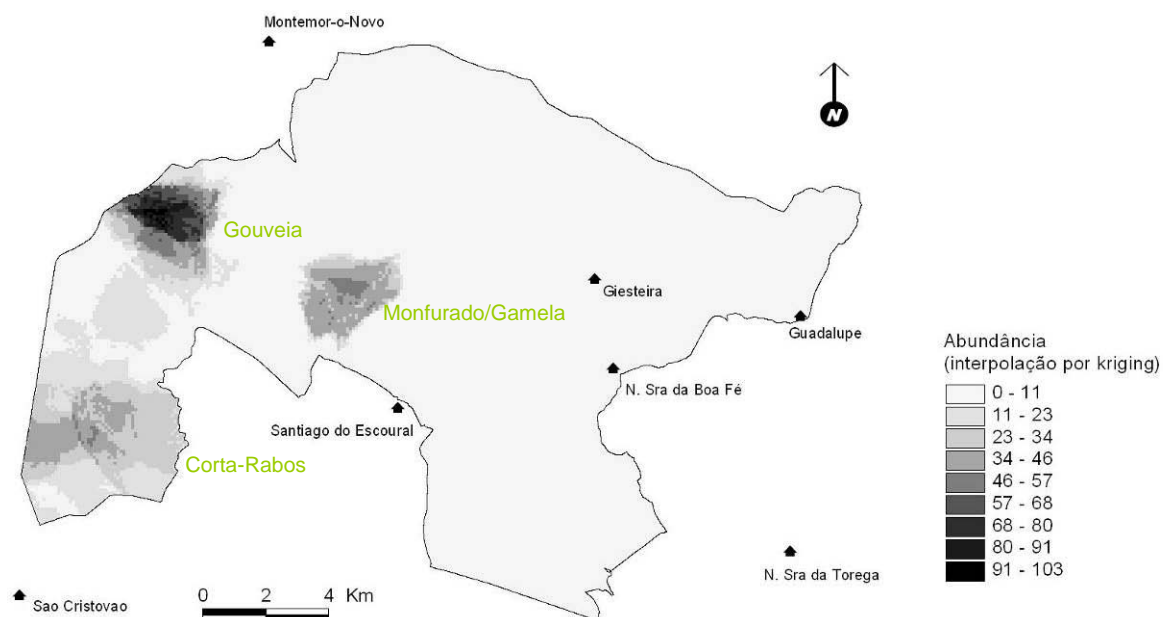 Montemor-o-Novo
N
Gouveia
Monfurado/Gamela
Giesteira
Guadalupe
N. Sra da Boa Fé
Santiago do Escoural
Corta-Rabos
N. Sra da Torega
Sao Cristovao
0 2 4 Km
Abundância
(interpolação por kriging)
0 - 11
11 - 23
23 - 34
34 - 46
46 - 57
57 - 68
68 - 80
80 - 91
91 - 103